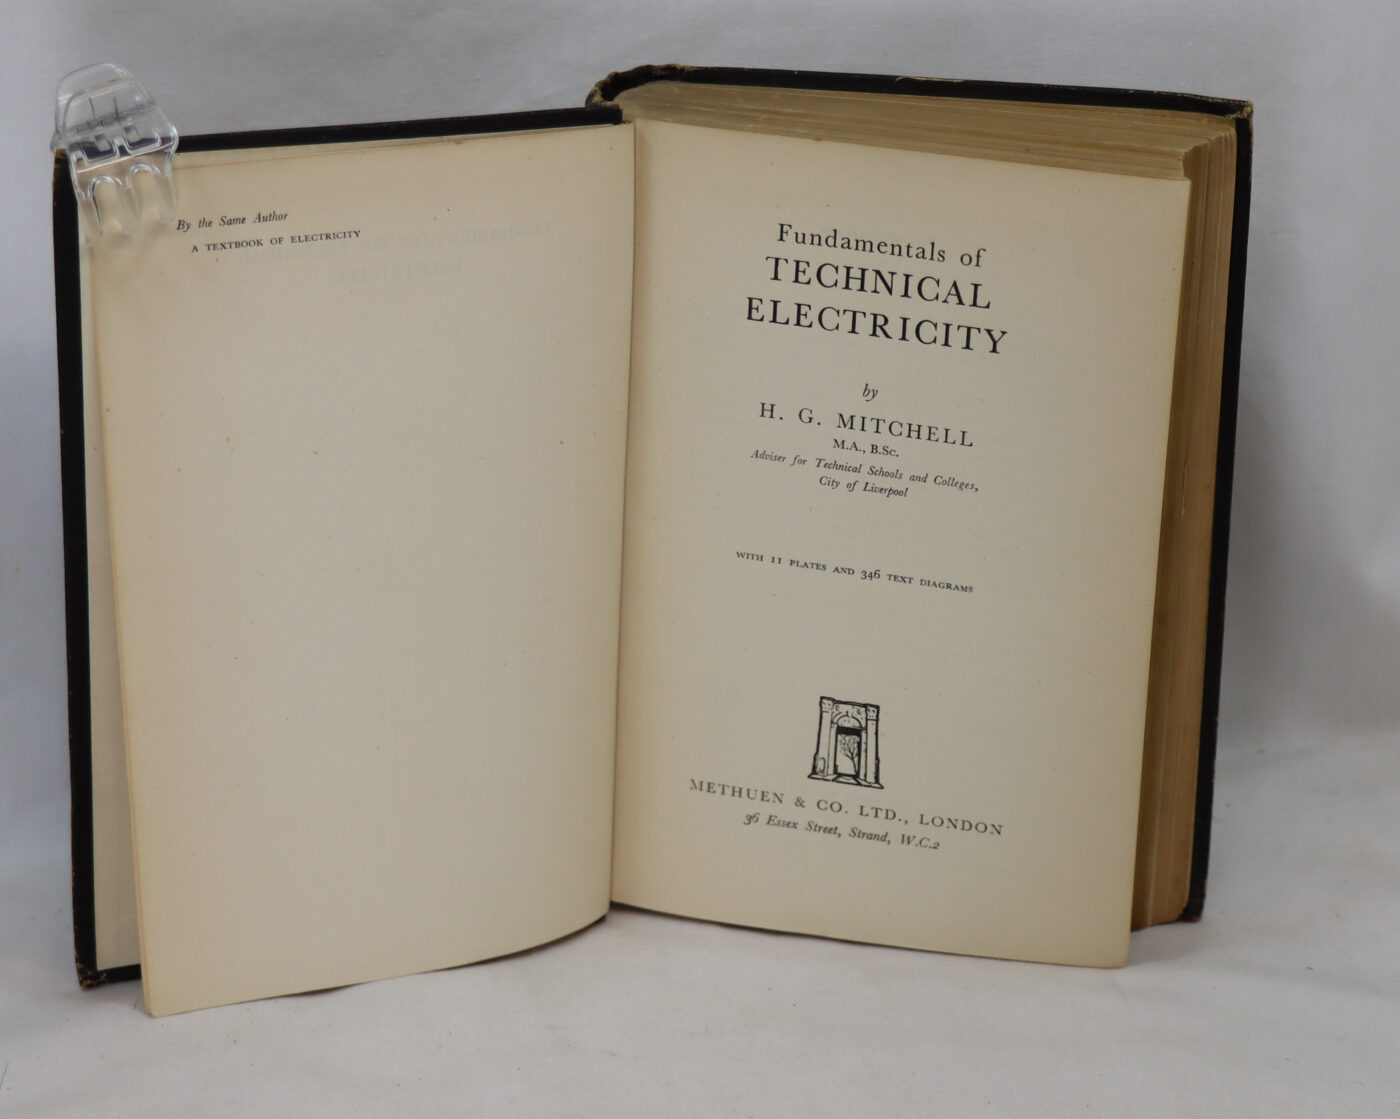 By the Same Author
A TEXTBOOK OF ELECTRICITY
Fundamentals of
TECHNICAL
ELECTRICITY
by
H. G. MITCHELL
M.A., B.Sc.
Adviser for Technical Schools and Colleges,
City of Liverpool
WITH 11 PLATES AND 346 TEXT DIAGRAMS
METHUEN & CO. LTD., LONDON
36 Essex Street, Strand, W.C.2